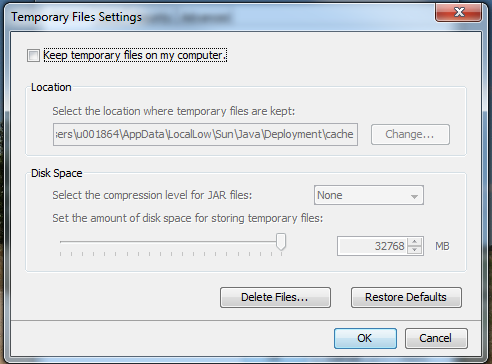 Temporary Files Settings
Keep temporary files on my computer.
Location
Select the location where temporary files are kept:
sers\u001864\AppData\LocalLow\Sun\Java\Deployment\cache
Change...
Disk Space
Select the compression level for JAR files:
None
Set the amount of disk space for storing temporary files:
32768
MB
Delete Files...
Restore Defaults
OK
Cancel